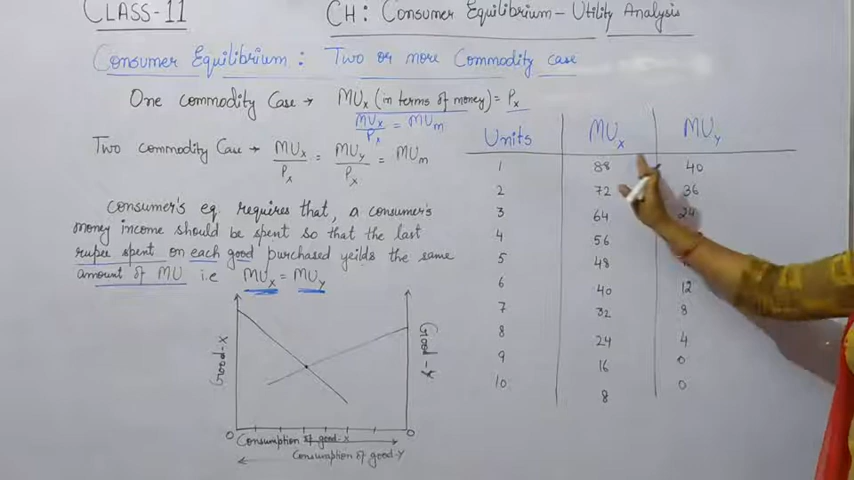 CLASS-11
CH: Consumer Equilibrium - Utility Analysis
Consumer Equilibrium: Two or more Commodity case
One commodity Case → MUx (in terms of money) = Px
MUx/Px = MUm
Two commodity Case → MUx/Px = MUy/Px = MUm
Consumer's eq. requires that, a consumer's
money income should be spent so that the last
rupee spent on each good purchased yeilds the same
amount of MU i.e MUx = MUy
Good-x
Good-y
O
O
Consumption of good-x
Consumption of good-y
Units MUx MUy
1 88 40
2 72 36
3 64 24
4 56
5 48
6 40 12
7 32 8
8 24 4
9 16 0
10 8 0